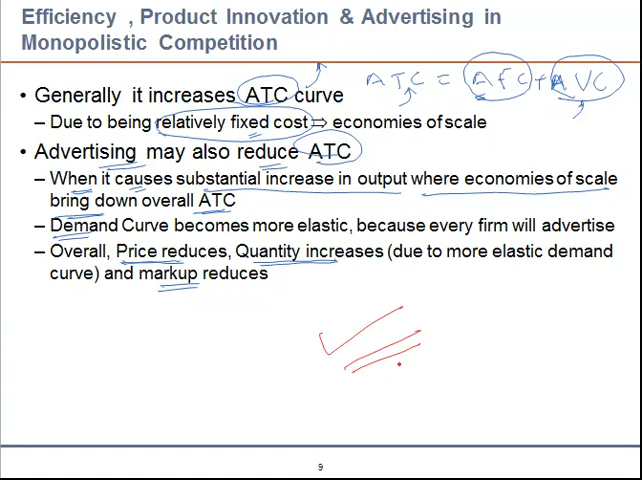 Efficiency , Product Innovation & Advertising in
Monopolistic Competition
ATC = AFC + AVC
• Generally it increases ATC curve
– Due to being relatively fixed cost ⇒ economies of scale
• Advertising may also reduce ATC
– When it causes substantial increase in output where economies of scale
bring down overall ATC
– Demand Curve becomes more elastic, because every firm will advertise
– Overall, Price reduces, Quantity increases (due to more elastic demand
curve) and markup reduces
9